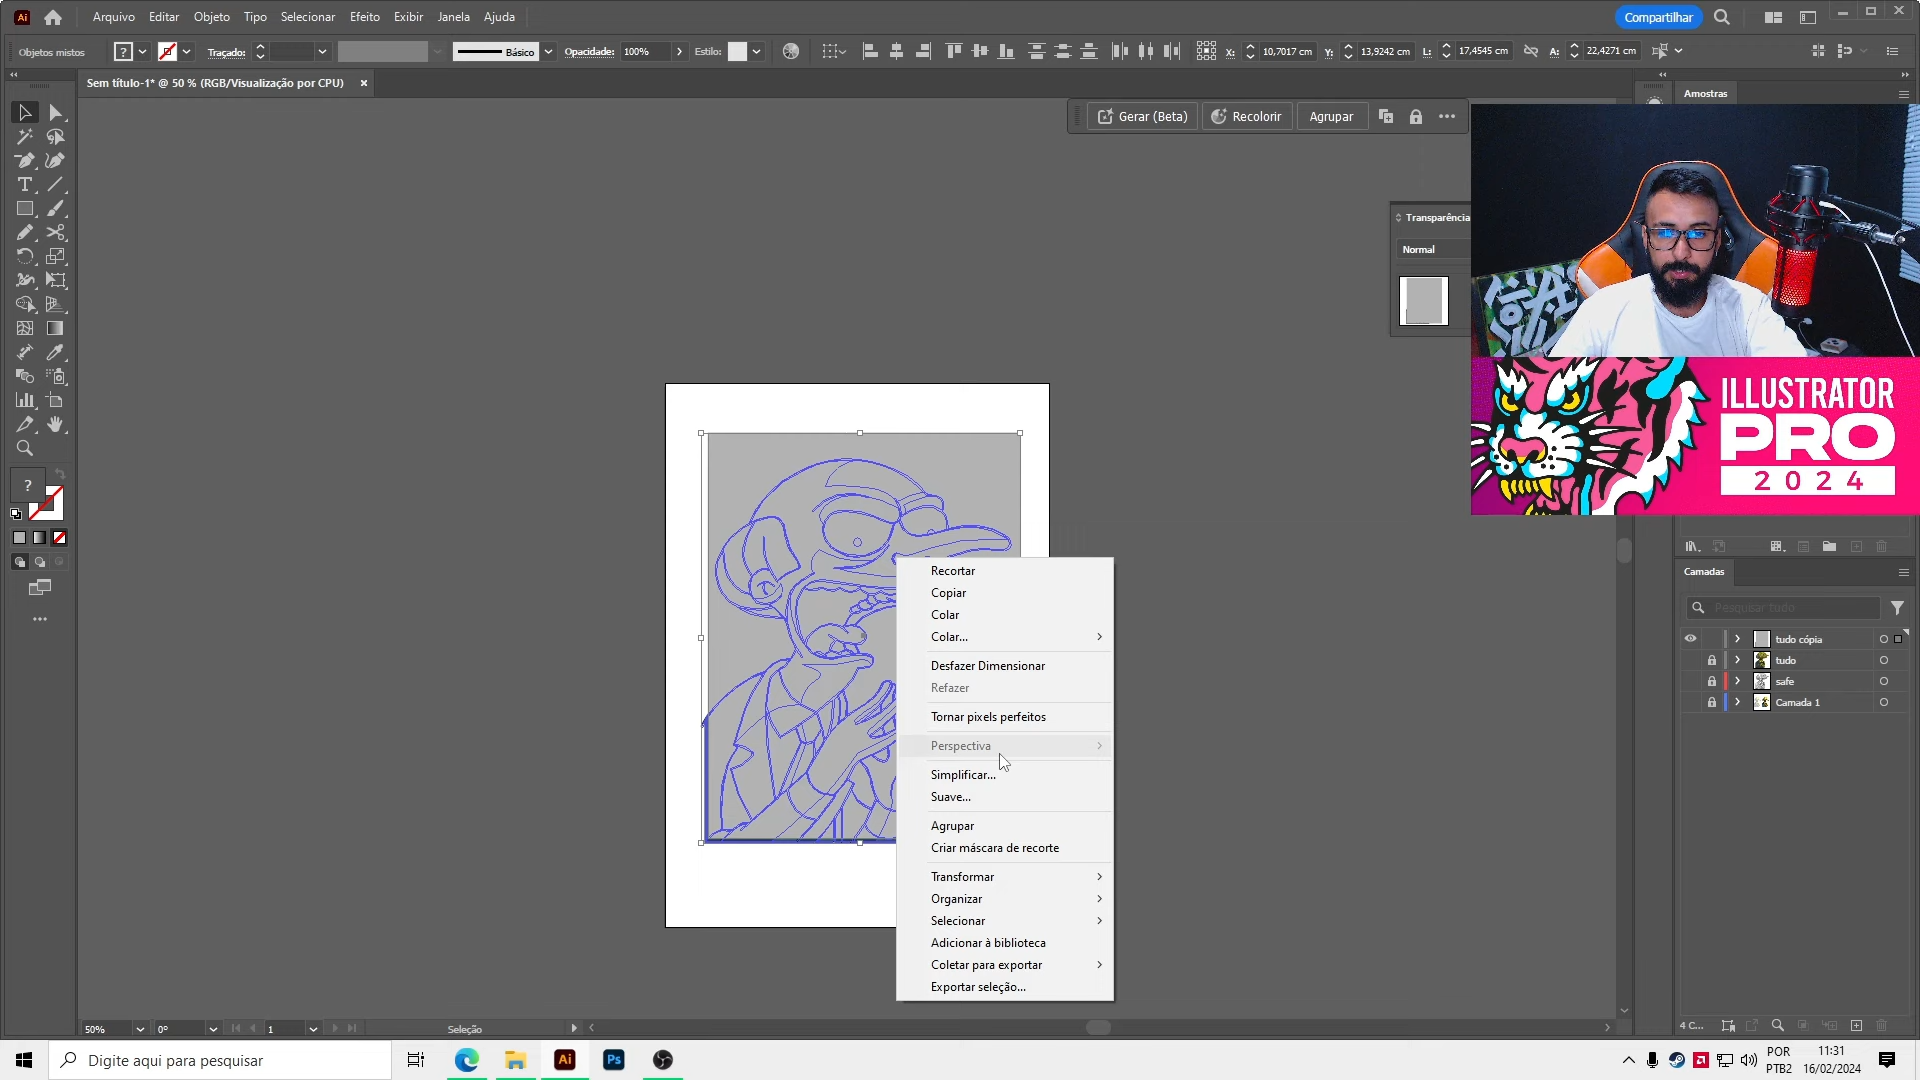 Ai Arquivo Editar Objeto Tipo Selecionar Efeito Exibir Janela Ajuda Compartilhar
Objetos mistos ? Traçado: Básico Opacidade: 100% Estilo: X: 10,7017 cm Y: 13,9242 cm L: 17,4545 cm A: 22,4271 cm
Sem título-1* @ 50 % (RGB/Visualização por CPU) ×
Amostras
Gerar (Beta) Recolorir Agrupar
Transparência
Normal
ILLUSTRATOR
PRO
2024
?
Recortar
Copiar
Colar
Colar...
Desfazer Dimensionar
Refazer
Tornar pixels perfeitos
Perspectiva
Simplificar...
Suave...
Agrupar
Criar máscara de recorte
Transformar
Organizar
Selecionar
Adicionar à biblioteca
Coletar para exportar
Exportar seleção...
Camadas
Pesquisar tudo
tudo cópia
tudo
safe
Camada 1
50% 0° 1 Seleção
4 C...
Digite aqui para pesquisar
Ai
Ps
POR
PTB2
11:31
16/02/2024